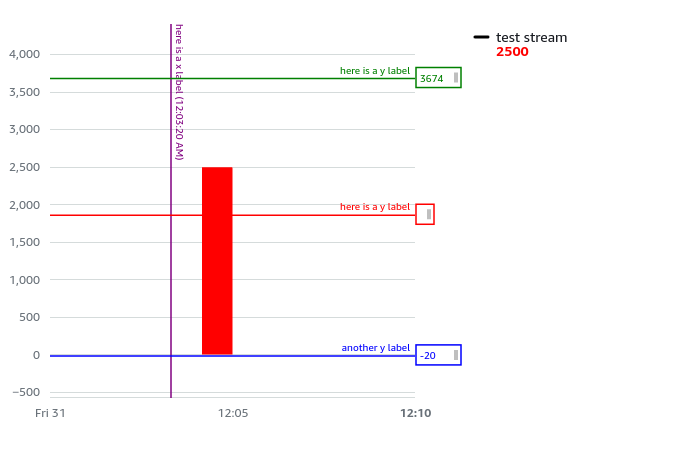 test stream
2500
4,000
3,500
3,000
2,500
2,000
1,500
1,000
500
0
−500
here is a x label (12:03:20 AM)
here is a y label
3674
here is a y label
another y label
-20
Fri 31
12:05
12:10